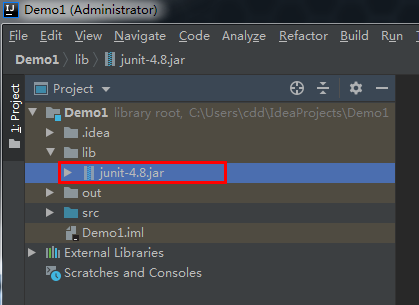 Demo1 (Administrator)
File Edit View Navigate Code Analyze Refactor Build Run
Demo1 lib junit-4.8.jar
1: Project
Project
Demo1 library root, C:\Users\cdd\IdeaProjects\Demo1
.idea
lib
junit-4.8.jar
out
src
Demo1.iml
External Libraries
Scratches and Consoles